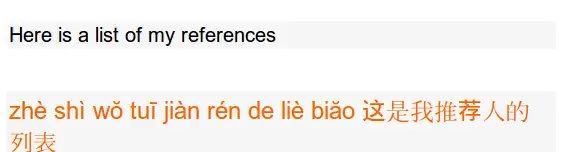 Here is a list of my references
zhè shì wǒ tuī jiàn rén de liè biǎo 这是我推荐人的
列表